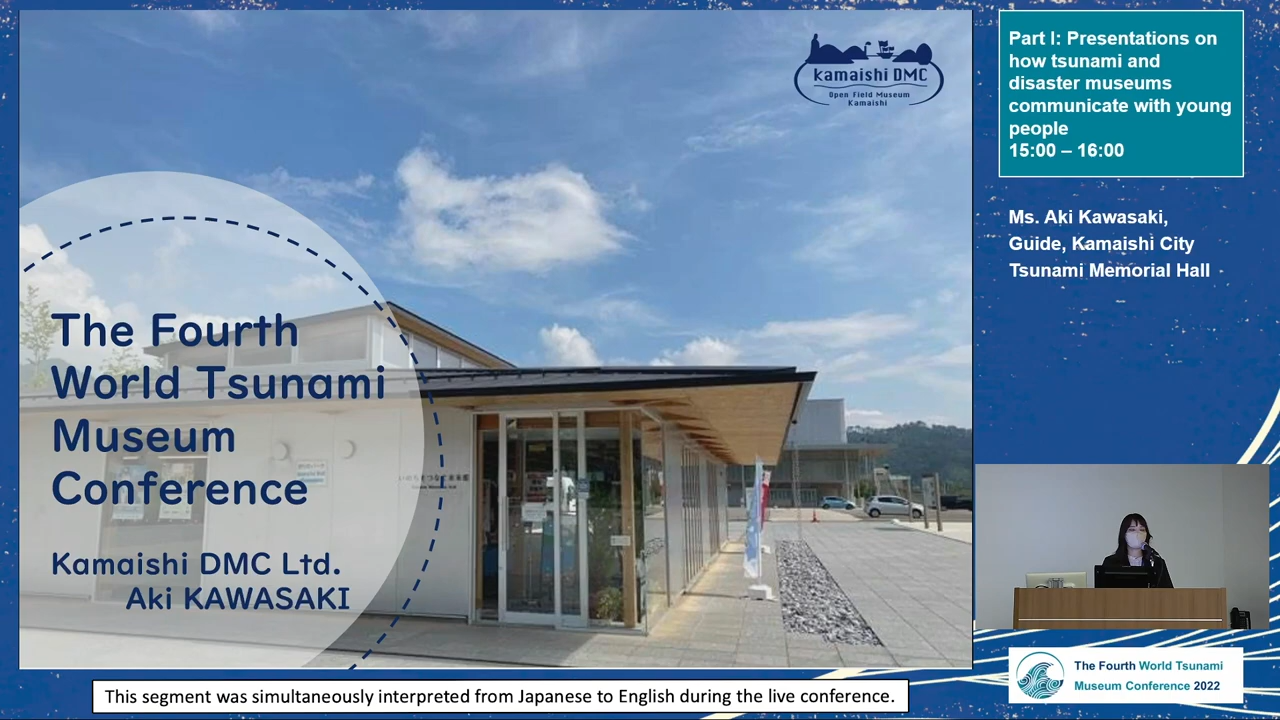 kamaishi DMC
Open Field Museum
Kamaishi
The Fourth
World Tsunami
Museum
Conference
Kamaishi DMC Ltd.
Aki KAWASAKI
Part I: Presentations on
how tsunami and
disaster museums
communicate with young
people
15:00 – 16:00
Ms. Aki Kawasaki,
Guide, Kamaishi City
Tsunami Memorial Hall
The Fourth World Tsunami
Museum Conference 2022
This segment was simultaneously interpreted from Japanese to English during the live conference.